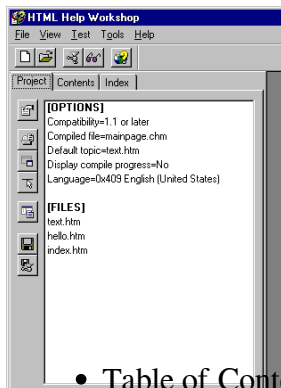 HTML Help Workshop
File View Test Tools Help
Project Contents Index
[OPTIONS]
Compatibility=1.1 or later
Compiled file=mainpage.chm
Default topic=text.htm
Display compile progress=No
Language=0x409 English (United States)
[FILES]
text.htm
hello.htm
index.htm
• Table of Cont